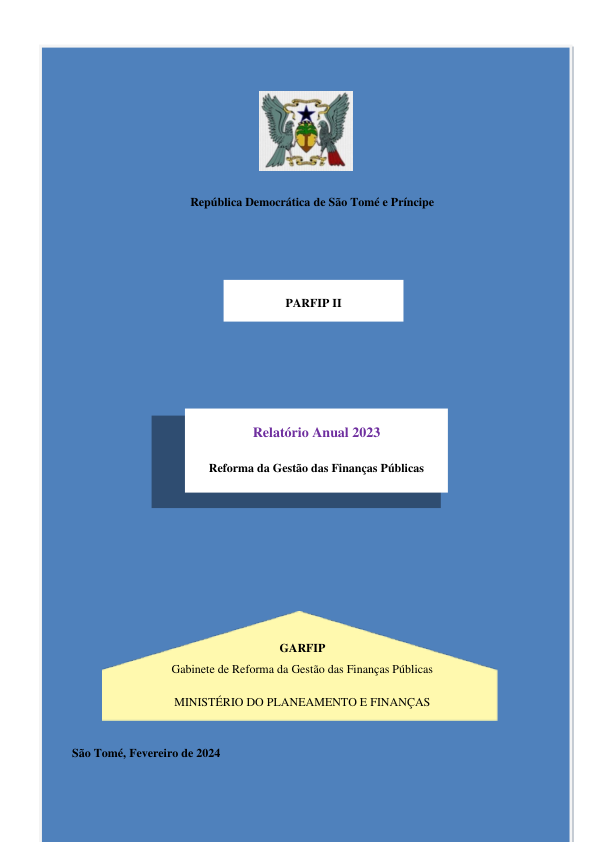 República Democrática de São Tomé e Príncipe
PARFIP II
Relatório Anual 2023
Reforma da Gestão das Finanças Públicas
GARFIP
Gabinete de Reforma da Gestão das Finanças Públicas
MINISTÉRIO DO PLANEAMENTO E FINANÇAS
São Tomé, Fevereiro de 2024